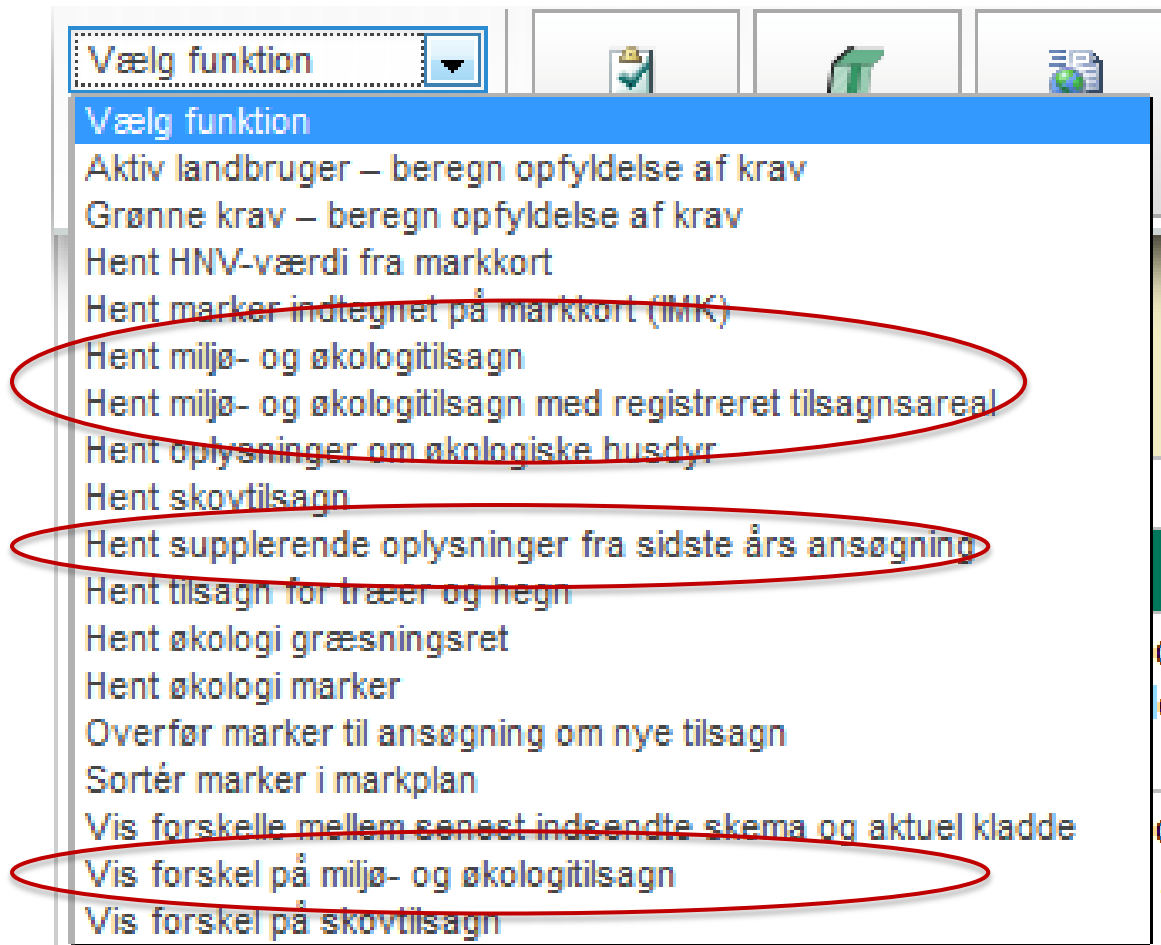 Vælg funktion
Vælg funktion
Aktiv landbruger – beregn opfyldelse af krav
Grønne krav – beregn opfyldelse af krav
Hent HNV-værdi fra markkort
Hent marker indtegnet på markkort (IMK)
Hent miljø- og økologitilsagn
Hent miljø- og økologitilsagn med registreret tilsagnsareal
Hent oplysninger om økologiske husdyr
Hent skovtilsagn
Hent supplerende oplysninger fra sidste års ansøgning
Hent tilsagn for træer og hegn
Hent økologi græsningsret
Hent økologi marker
Overfør marker til ansøgning om nye tilsagn
Sortér marker i markplan
Vis forskelle mellem senest indsendte skema og aktuel kladde
Vis forskel på miljø- og økologitilsagn
Vis forskel på skovtilsagn